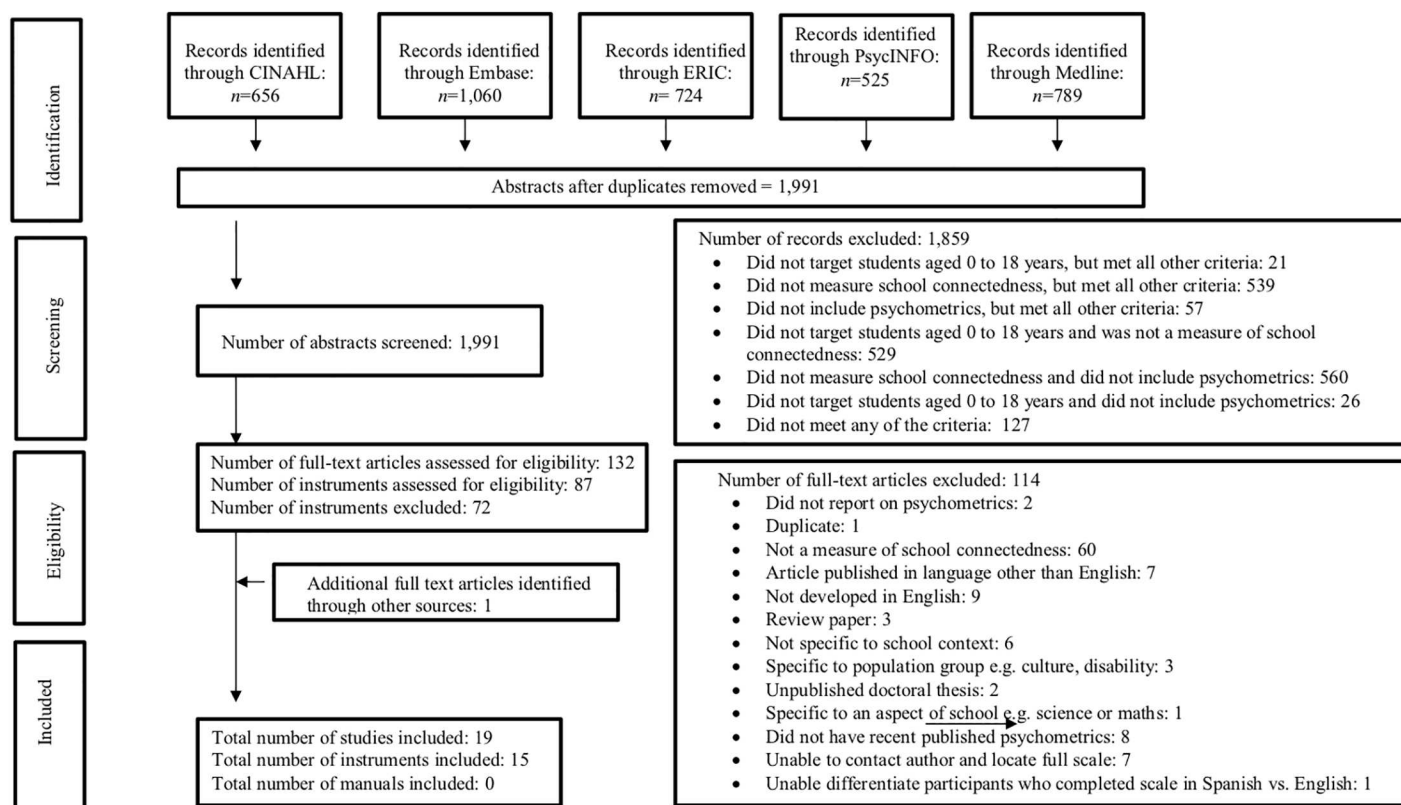 Identification
Records identified
through CINAHL:
n=656
Records identified
through Embase:
n=1,060
Records identified
through ERIC:
n= 724
Records identified
through PsycINFO:
n=525
Records identified
through Medline:
n=789
Abstracts after duplicates removed = 1,991
Screening
Number of abstracts screened: 1,991
Number of records excluded: 1,859
• Did not target students aged 0 to 18 years, but met all other criteria: 21
• Did not measure school connectedness, but met all other criteria: 539
• Did not include psychometrics, but met all other criteria: 57
• Did not target students aged 0 to 18 years and was not a measure of school
connectedness: 529
• Did not measure school connectedness and did not include psychometrics: 560
• Did not target students aged 0 to 18 years and did not include psychometrics: 26
• Did not meet any of the criteria: 127
Eligibility
Number of full-text articles assessed for eligibility: 132
Number of instruments assessed for eligibility: 87
Number of instruments excluded: 72
Additional full text articles identified
through other sources: 1
Number of full-text articles excluded: 114
• Did not report on psychometrics: 2
• Duplicate: 1
• Not a measure of school connectedness: 60
• Article published in language other than English: 7
• Not developed in English: 9
• Review paper: 3
• Not specific to school context: 6
• Specific to population group e.g. culture, disability: 3
• Unpublished doctoral thesis: 2
• Specific to an aspect of school e.g. science or maths: 1
• Did not have recent published psychometrics: 8
• Unable to contact author and locate full scale: 7
• Unable differentiate participants who completed scale in Spanish vs. English: 1
Included
Total number of studies included: 19
Total number of instruments included: 15
Total number of manuals included: 0